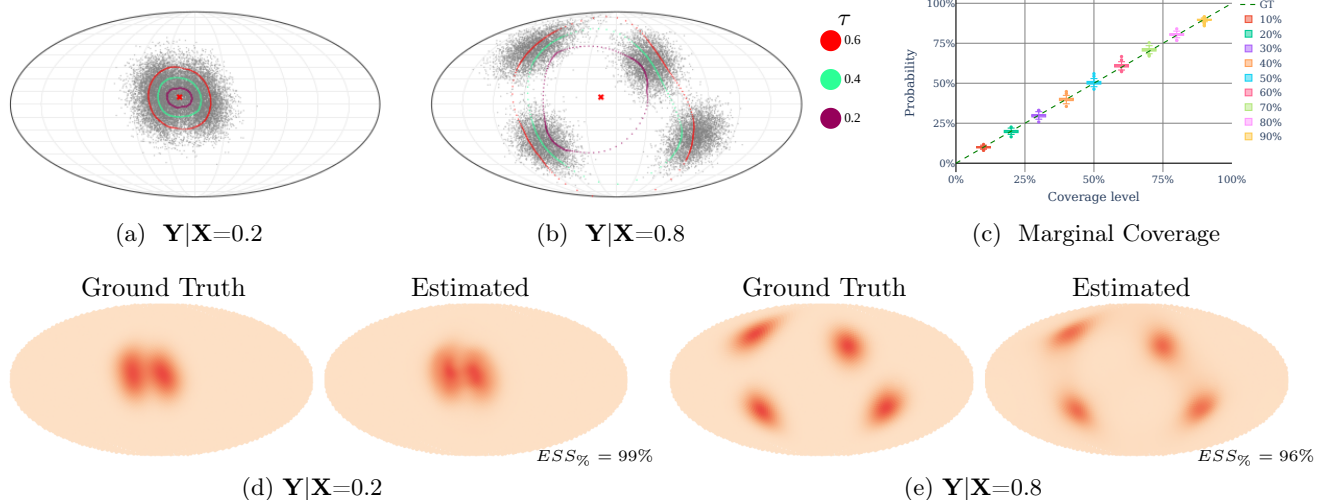 τ
0.6
0.4
0.2
100%
75%
50%
25%
0%
Probability
0%
25%
50%
75%
100%
Coverage level
GT
10%
20%
30%
40%
50%
60%
70%
80%
90%
(a) Y|X=0.2
(b) Y|X=0.8
(c) Marginal Coverage
Ground Truth
Estimated
Ground Truth
Estimated
ESS% = 99%
ESS% = 96%
(d) Y|X=0.2
(e) Y|X=0.8